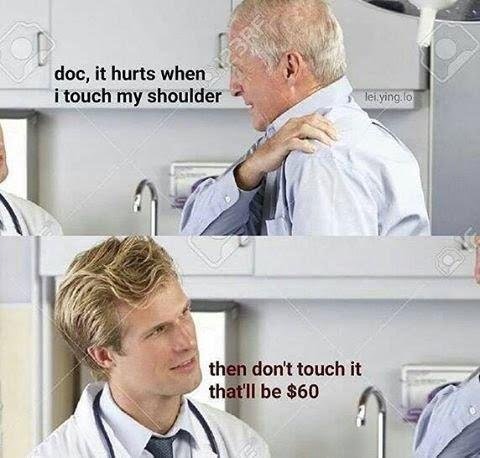 doc, it hurts when
i touch my shoulder
lei.ying.lo
then don't touch it
that'll be $60